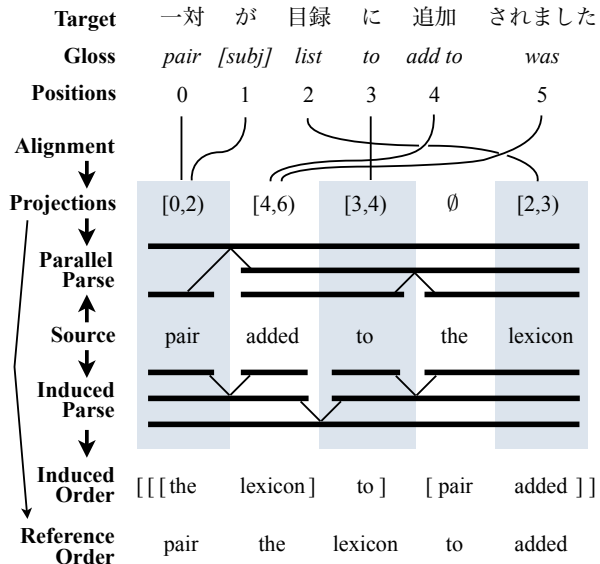 Target 一対 が 目録 に 追加 されました
Gloss pair [subj] list to add to was
Positions 0 1 2 3 4 5
Alignment
Projections [0,2) [4,6) [3,4) ∅ [2,3)
Parallel
Parse
Source pair added to the lexicon
Induced
Parse
Induced
Order [ [ [ the lexicon ] to ] [ pair added ] ]
Reference
Order pair the lexicon to added